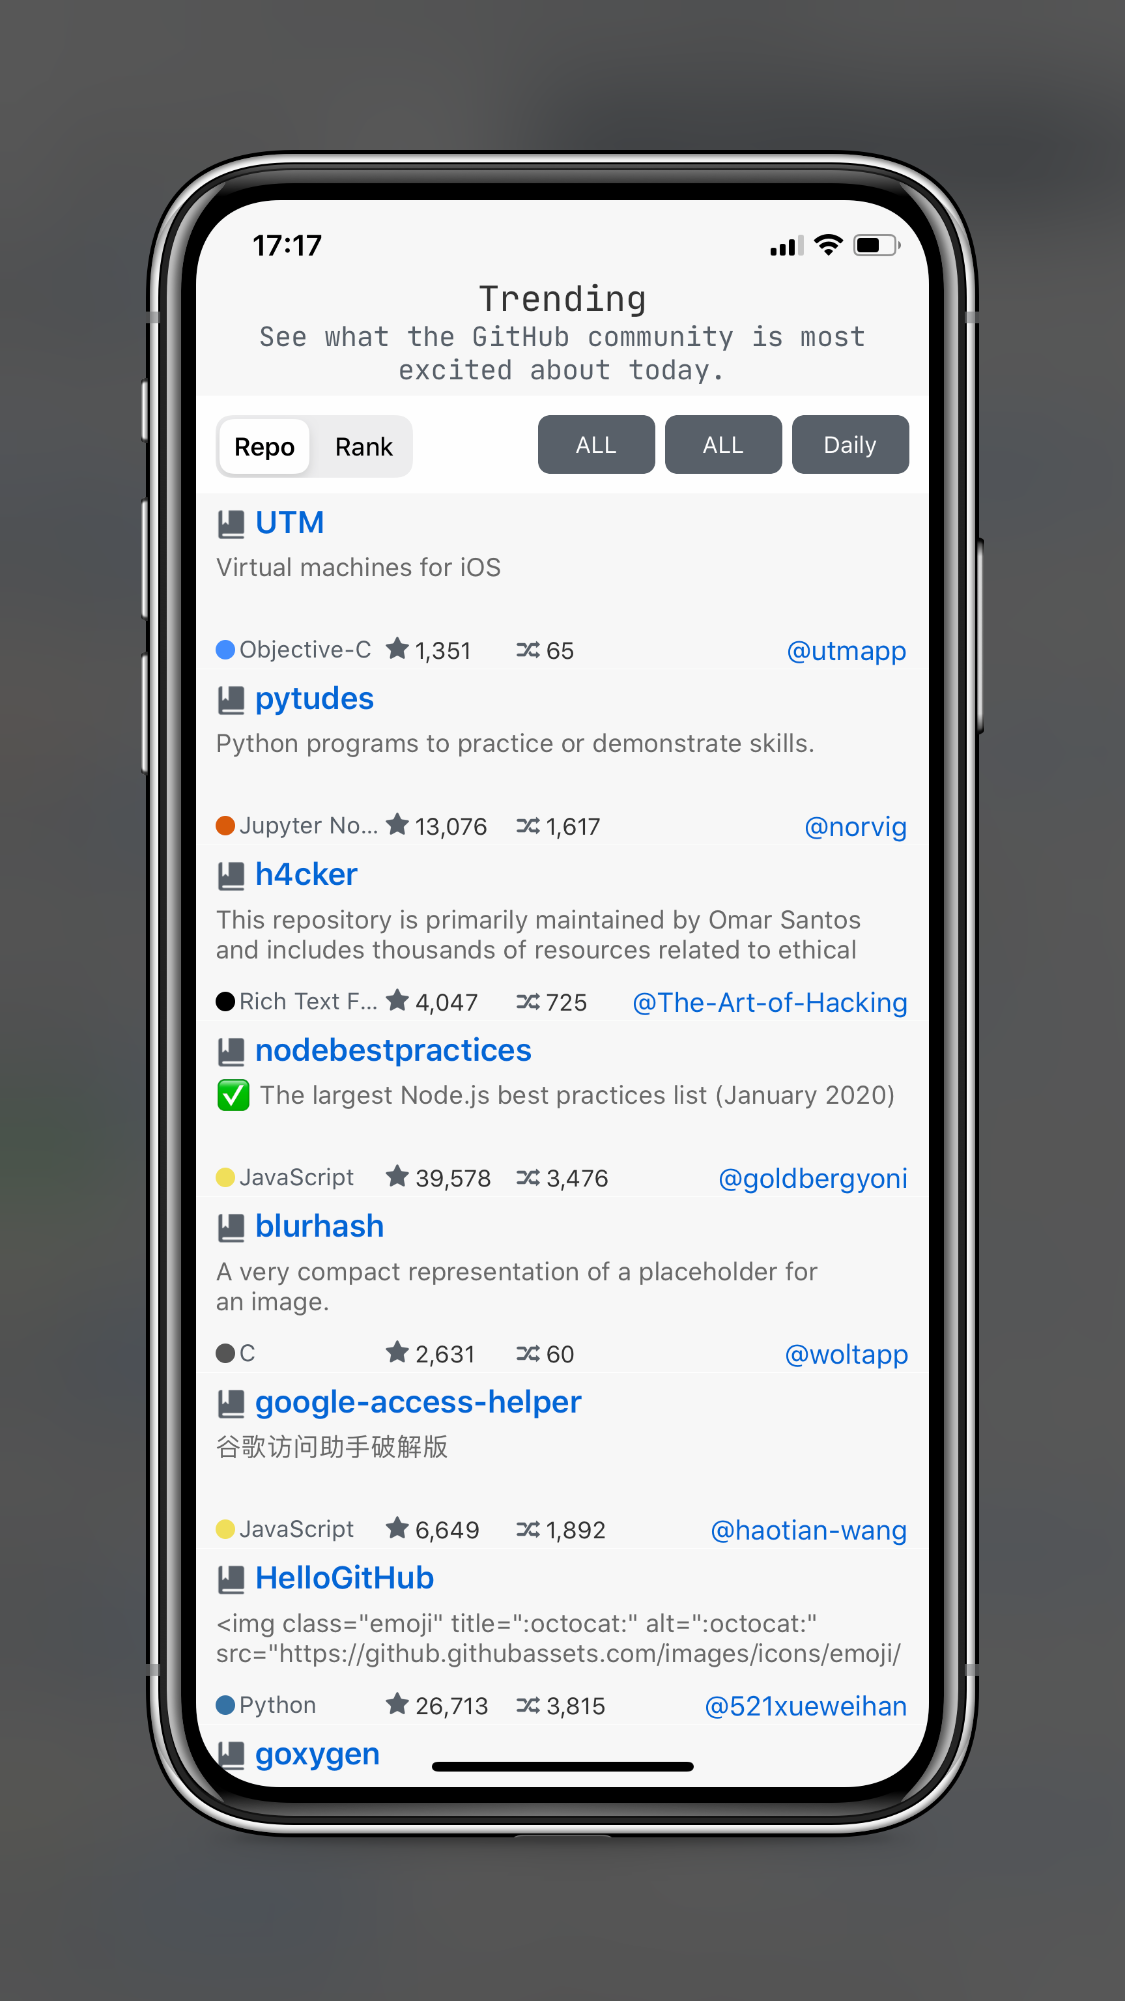 17:17
Trending
See what the GitHub community is most
excited about today.
Repo Rank ALL ALL Daily
UTM
Virtual machines for iOS
Objective-C 1,351 65 @utmapp
pytudes
Python programs to practice or demonstrate skills.
Jupyter No... 13,076 1,617 @norvig
h4cker
This repository is primarily maintained by Omar Santos
and includes thousands of resources related to ethical
Rich Text F... 4,047 725 @The-Art-of-Hacking
nodebestpractices
✅ The largest Node.js best practices list (January 2020)
JavaScript 39,578 3,476 @goldbergyoni
blurhash
A very compact representation of a placeholder for
an image.
C 2,631 60 @woltapp
google-access-helper
谷歌访问助手破解版
JavaScript 6,649 1,892 @haotian-wang
HelloGitHub
<img class="emoji" title=":octocat:" alt=":octocat:"
src="https://github.githubassets.com/images/icons/emoji/
Python 26,713 3,815 @521xueweihan
goxygen